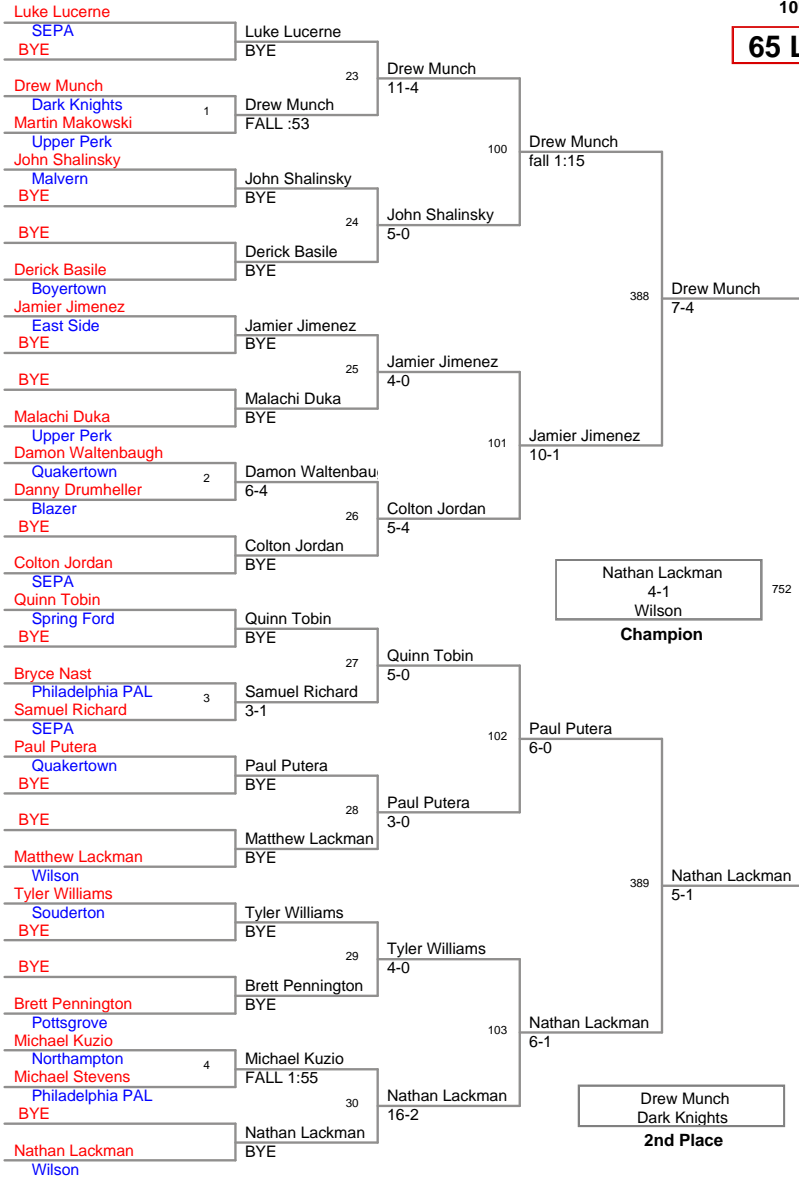 10
65 L
Luke Lucerne
SEPA
BYE
Drew Munch
Dark Knights
Martin Makowski
Upper Perk
John Shalinsky
Malvern
BYE
BYE
Derick Basile
Boyertown
Jamier Jimenez
East Side
BYE
BYE
Malachi Duka
Upper Perk
Damon Waltenbaugh
Quakertown
Danny Drumheller
Blazer
BYE
Colton Jordan
SEPA
Quinn Tobin
Spring Ford
BYE
Bryce Nast
Philadelphia PAL
Samuel Richard
SEPA
Paul Putera
Quakertown
BYE
BYE
Matthew Lackman
Wilson
Tyler Williams
Souderton
BYE
BYE
Brett Pennington
Pottsgrove
Michael Kuzio
Northampton
Michael Stevens
Philadelphia PAL
BYE
Nathan Lackman
Wilson
1
2
3
4
Luke Lucerne
BYE
Drew Munch
FALL :53
John Shalinsky
BYE
Derick Basile
BYE
Jamier Jimenez
BYE
Malachi Duka
BYE
Damon Waltenbau
6-4
Colton Jordan
BYE
Quinn Tobin
BYE
Samuel Richard
3-1
Paul Putera
BYE
Matthew Lackman
BYE
Tyler Williams
BYE
Brett Pennington
BYE
Michael Kuzio
FALL 1:55
Nathan Lackman
BYE
23
24
25
26
27
28
29
30
Drew Munch
11-4
John Shalinsky
5-0
Jamier Jimenez
4-0
Colton Jordan
5-4
Quinn Tobin
5-0
Paul Putera
3-0
Tyler Williams
4-0
Nathan Lackman
16-2
100
101
102
103
Drew Munch
fall 1:15
Jamier Jimenez
10-1
Paul Putera
6-0
Nathan Lackman
6-1
388
389
Drew Munch
7-4
Nathan Lackman
5-1
Nathan Lackman
4-1
Wilson
752
Champion
Drew Munch
Dark Knights
2nd Place